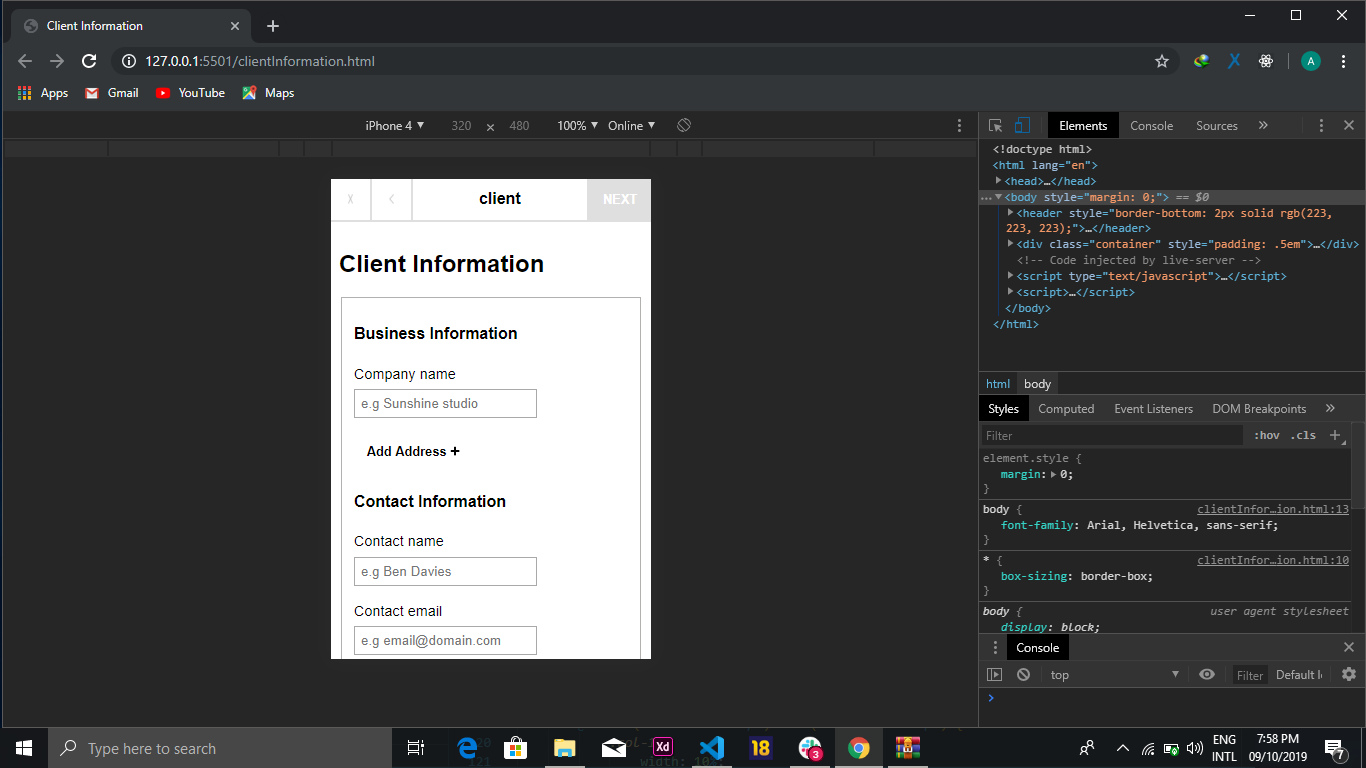 Client Information
127.0.0.1:5501/clientInformation.html
A
Apps Gmail YouTube Maps
iPhone 4 320 × 480 100% Online
Elements Console Sources »
<!doctype html>
<html lang="en">
<head>…</head>
<body style="margin: 0;"> == $0
<header style="border-bottom: 2px solid rgb(223,
223, 223);">…</header>
<div class="container" style="padding: .5em">…</div>
<!-- Code injected by live-server -->
<script type="text/javascript">…</script>
<script>…</script>
</body>
</html>
html body
Styles Computed Event Listeners DOM Breakpoints »
Filter :hov .cls +
element.style {
margin: 0;
}
body { clientInfor…ion.html:13
font-family: Arial, Helvetica, sans-serif;
}
* { clientInfor…ion.html:10
box-sizing: border-box;
}
body { user agent stylesheet
display: block;
Console
top Filter
X < client NEXT
Client Information
Business Information
Company name
e.g Sunshine studio
Add Address +
Contact Information
Contact name
e.g Ben Davies
Contact email
e.g email@domain.com
Type here to search
Xd
18
3
ENG
INTL
7:58 PM
09/10/2019
7